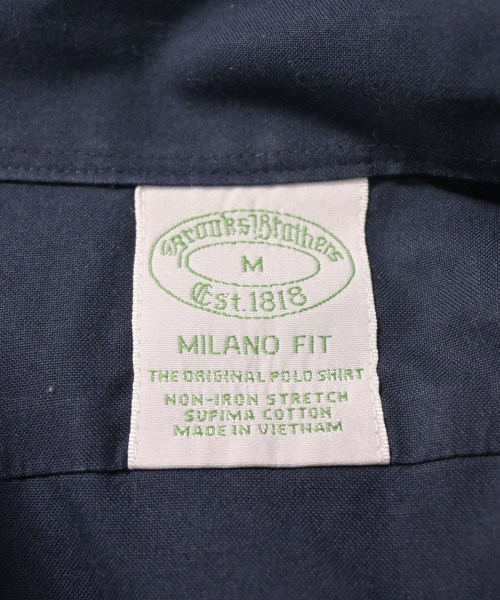 Brooks Brothers
M
Est. 1818
MILANO FIT
THE ORIGINAL POLO SHIRT
NON-IRON STRETCH
SUPIMA COTTON
MADE IN VIETNAM